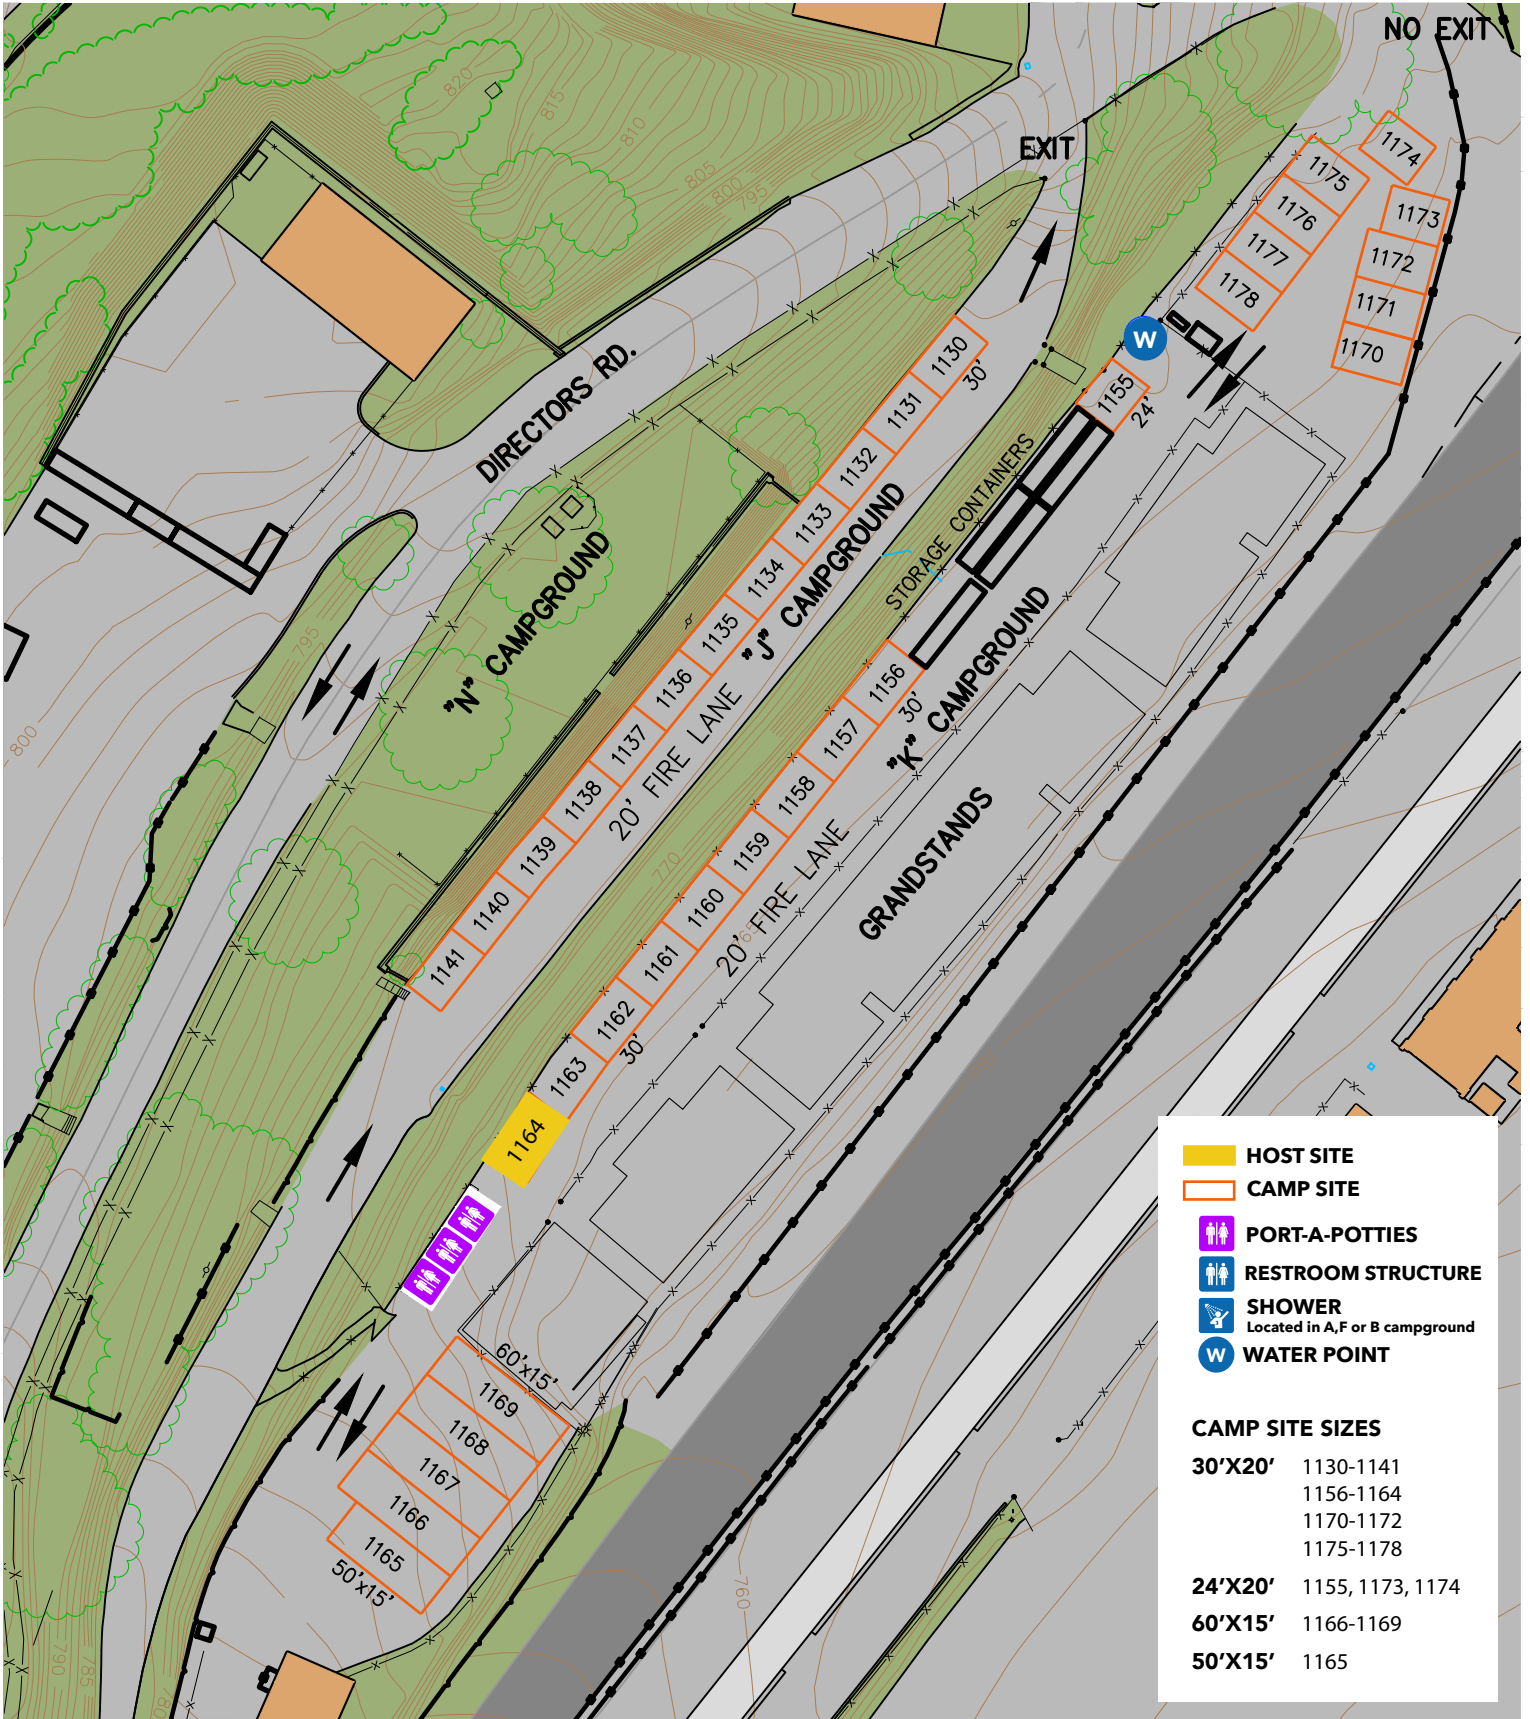 NO EXIT
820
815
810
805
800
795
EXIT
1174
1175
1176
1177
1178
1173
1172
1171
1170
W
DIRECTORS RD.
1130
30'
1131
1132
1133
1134
1135
1136
1137
1138
1139
1140
1141
"J" CAMPGROUND
20' FIRE LANE
"N" CAMPGROUND
1155
24'
STORAGE CONTAINERS
"K" CAMPGROUND
1156
30'
1157
1158
1159
1160
1161
1162
30'
1163
1164
20' FIRE LANE
GRANDSTANDS
795
800
770
765
60'x15'
1169
1168
1167
1166
1165
50'x15'
790
785
780
760
HOST SITE
CAMP SITE
PORT-A-POTTIES
RESTROOM STRUCTURE
SHOWER
Located in A,F or B campground
W WATER POINT
CAMP SITE SIZES
30'X20' 1130-1141
1156-1164
1170-1172
1175-1178
24'X20' 1155, 1173, 1174
60'X15' 1166-1169
50'X15' 1165